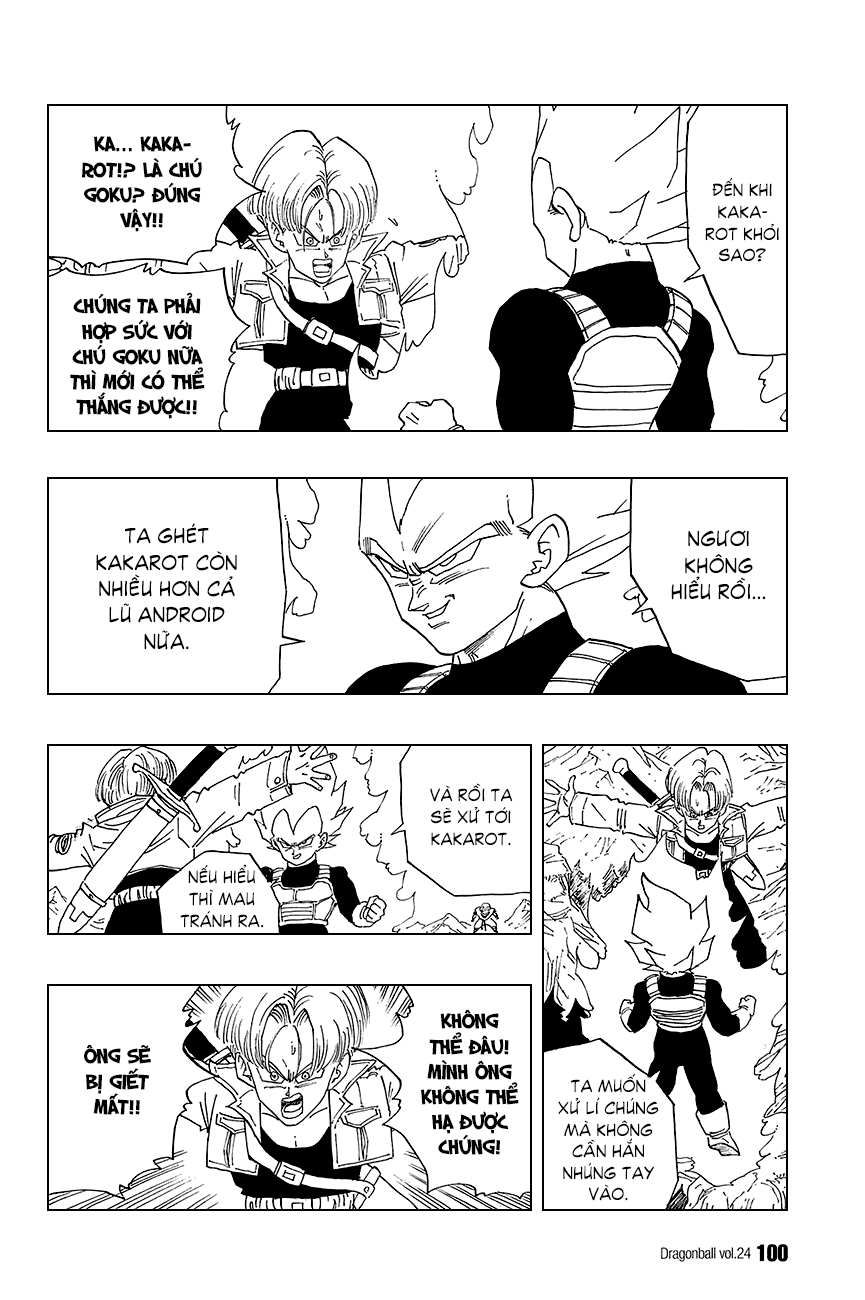 ĐẾN KHI
KAKA-
ROT KHỎI
SAO?
KA... KAKA-
ROT!? LÀ CHÚ
GOKU? ĐÚNG
VẬY!!
CHÚNG TA PHẢI
HỢP SỨC VỚI
CHÚ GOKU NỮA
THÌ MỚI CÓ THỂ
THẮNG ĐƯỢC!!
NGƯƠI
KHÔNG
HIỂU RỒI...
TA GHÉT
KAKAROT CÒN
NHIỀU HƠN CẢ
LŨ ANDROID
NỮA.
TA MUỐN
XỬ LÍ CHÚNG
MÀ KHÔNG
CẦN HẮN
NHÚNG TAY
VÀO.
VÀ RỒI TA
SẼ XỬ TỚI
KAKAROT.
NẾU HIỂU
THÌ MAU
TRÁNH RA.
KHÔNG
THỂ ĐÂU!
MÌNH ÔNG
KHÔNG THỂ
HẠ ĐƯỢC
CHÚNG!
ÔNG SẼ
BỊ GIẾT
MẤT!!
Dragonball vol.24 100